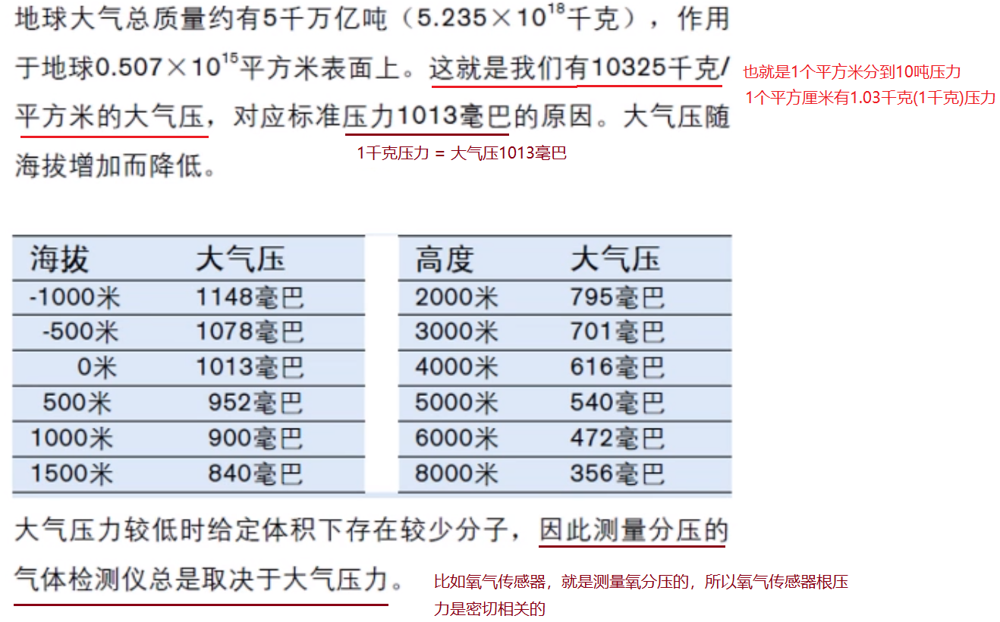 地球大气总质量约有5千万亿吨（5.235×10¹⁸千克），作用
于地球0.507×10¹⁵平方米表面上。这就是我们有10325千克/
平方米的大气压，对应标准压力1013毫巴的原因。大气压随
海拔增加而降低。
也就是1个平方米分到10吨压力
1个平方厘米有1.03千克(1千克)压力
1千克压力 = 大气压1013毫巴
海拔 大气压 高度 大气压
-1000米 1148毫巴 2000米 795毫巴
-500米 1078毫巴 3000米 701毫巴
0米 1013毫巴 4000米 616毫巴
500米 952毫巴 5000米 540毫巴
1000米 900毫巴 6000米 472毫巴
1500米 840毫巴 8000米 356毫巴
大气压力较低时给定体积下存在较少分子，因此测量分压的
气体检测仪总是取决于大气压力。
比如氧气传感器，就是测量氧分压的，所以氧气传感器根压
力是密切相关的